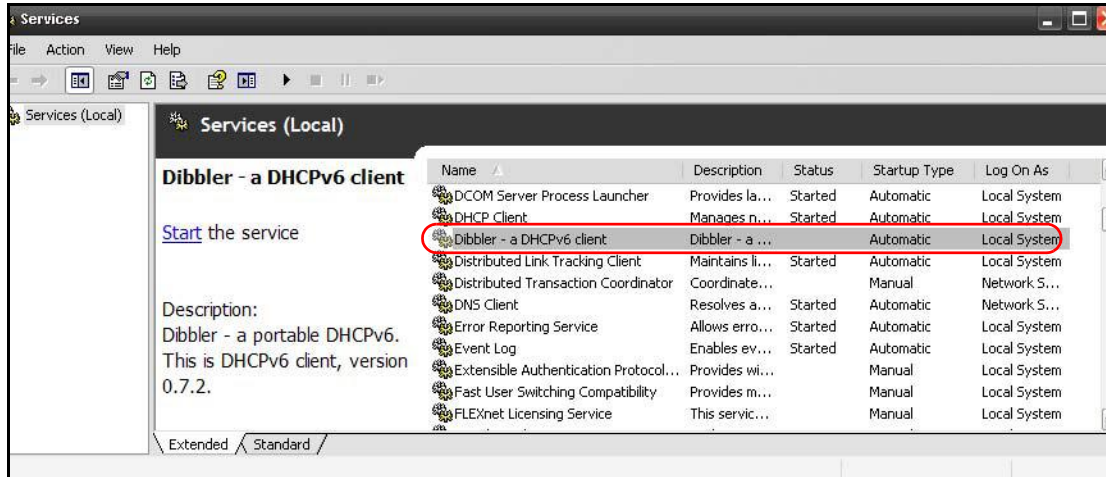 Services
File Action View Help
Services (Local)
Services (Local)
Dibbler - a DHCPv6 client
Start the service
Description:
Dibbler - a portable DHCPv6.
This is DHCPv6 client, version
0.7.2.
Name Description Status Startup Type Log On As
DCOM Server Process Launcher Provides la... Started Automatic Local System
DHCP Client Manages n... Started Automatic Local System
Dibbler - a DHCPv6 client Dibbler - a ... Automatic Local System
Distributed Link Tracking Client Maintains li... Started Automatic Local System
Distributed Transaction Coordinator Coordinate... Manual Network S...
DNS Client Resolves a... Started Automatic Network S...
Error Reporting Service Allows erro... Started Automatic Local System
Event Log Enables ev... Started Automatic Local System
Extensible Authentication Protocol... Provides wi... Manual Local System
Fast User Switching Compatibility Provides m... Manual Local System
FLEXnet Licensing Service This servic... Manual Local System
Extended Standard